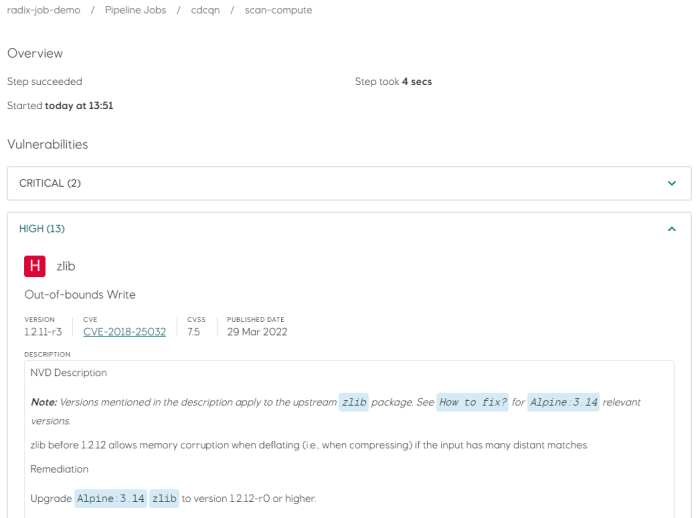 radix-job-demo / Pipeline Jobs / cdcqn / scan-compute
Overview
Step succeeded
Step took 4 secs
Started today at 13:51
Vulnerabilities
CRITICAL (2)
HIGH (13)
H zlib
Out-of-bounds Write
VERSION CVE CVSS PUBLISHED DATE
1.2.11-r3 CVE-2018-25032 7.5 29 Mar 2022
DESCRIPTION
NVD Description
Note: Versions mentioned in the description apply to the upstream zlib package. See How to fix? for Alpine:3.14 relevant
versions.
zlib before 1.2.12 allows memory corruption when deflating (i.e., when compressing) if the input has many distant matches.
Remediation
Upgrade Alpine:3.14 zlib to version 1.2.12-r0 or higher.